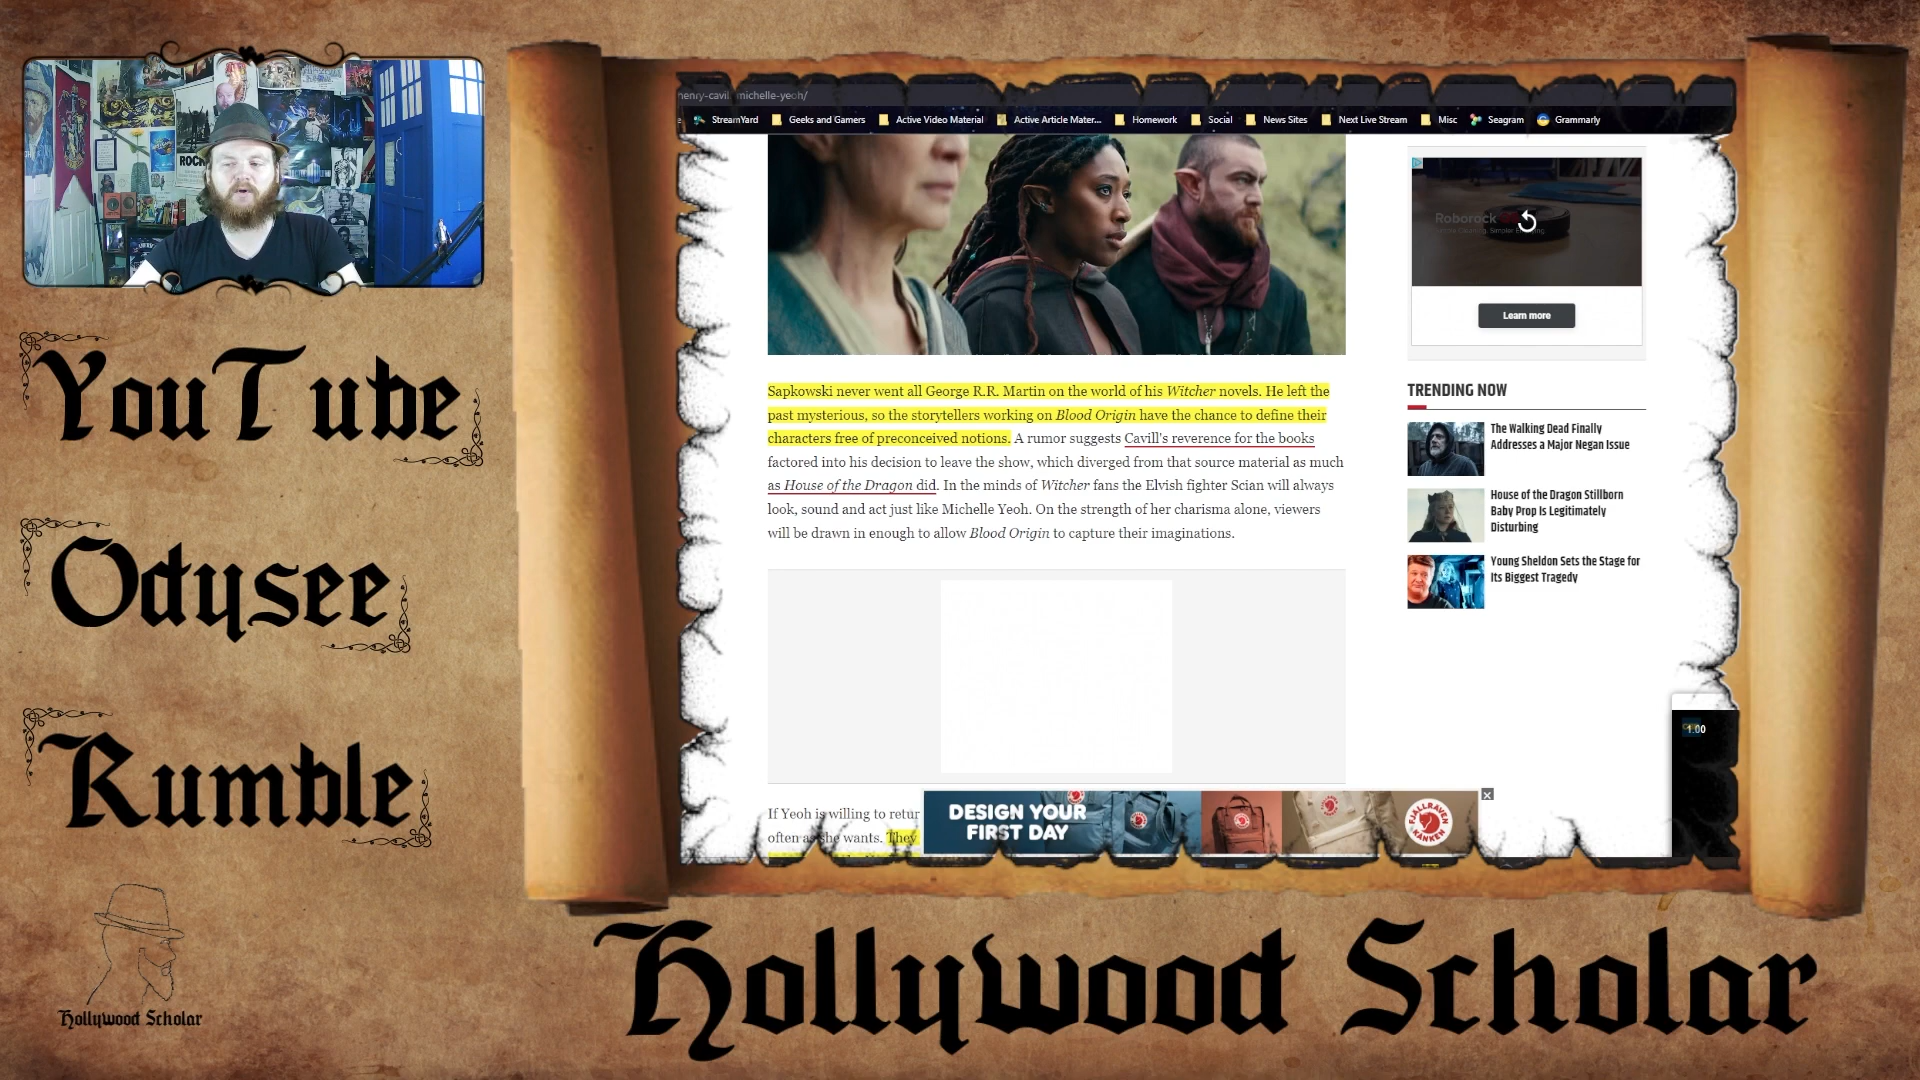 henry-cavil michelle-yeoh/
StreamYard Geeks and Gamers Active Video Material Active Article Mater... Homework Social News Sites Next Live Stream Misc Seagram Grammarly
ROCK
YouTube
Odysee
Rumble
Hollywood Scholar
Sapkowski never went all George R.R. Martin on the world of his Witcher novels. He left the
past mysterious, so the storytellers working on Blood Origin have the chance to define their
characters free of preconceived notions. A rumor suggests Cavill's reverence for the books
factored into his decision to leave the show, which diverged from that source material as much
as House of the Dragon did. In the minds of Witcher fans the Elvish fighter Scian will always
look, sound and act just like Michelle Yeoh. On the strength of her charisma alone, viewers
will be drawn in enough to allow Blood Origin to capture their imaginations.
If Yeoh is willing to retur
often as she wants. They
DESIGN YOUR
FIRST DAY
FJÄLLRÄVEN
KÅNKEN
Roborock
Learn more
TRENDING NOW
The Walking Dead Finally
Addresses a Major Negan Issue
House of the Dragon Stillborn
Baby Prop Is Legitimately
Disturbing
Young Sheldon Sets the Stage for
Its Biggest Tragedy
1.00
Hollywood Scholar